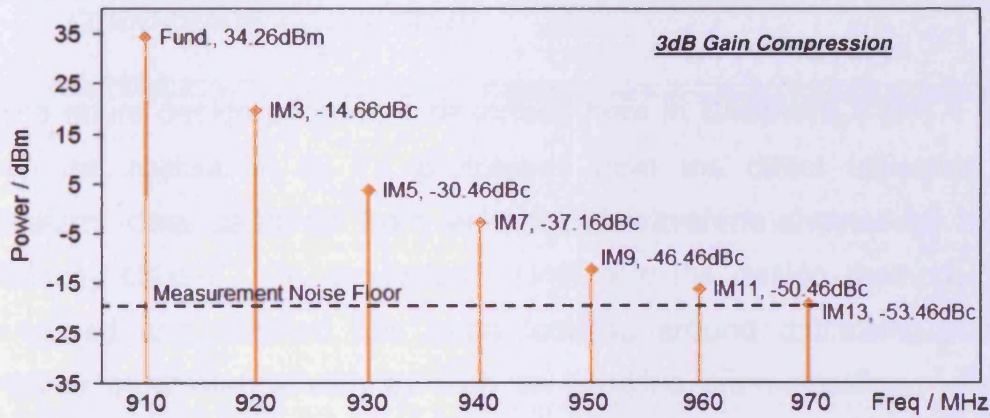 35
25
15
5
-5
-15
-25
-35
Power / dBm
3dB Gain Compression
Fund., 34.26dBm
IM3, -14.66dBc
IM5, -30.46dBc
IM7, -37.16dBc
IM9, -46.46dBc
IM11, -50.46dBc
IM13, -53.46dBc
Measurement Noise Floor
910 920 930 940 950 960 970 Freq / MHz